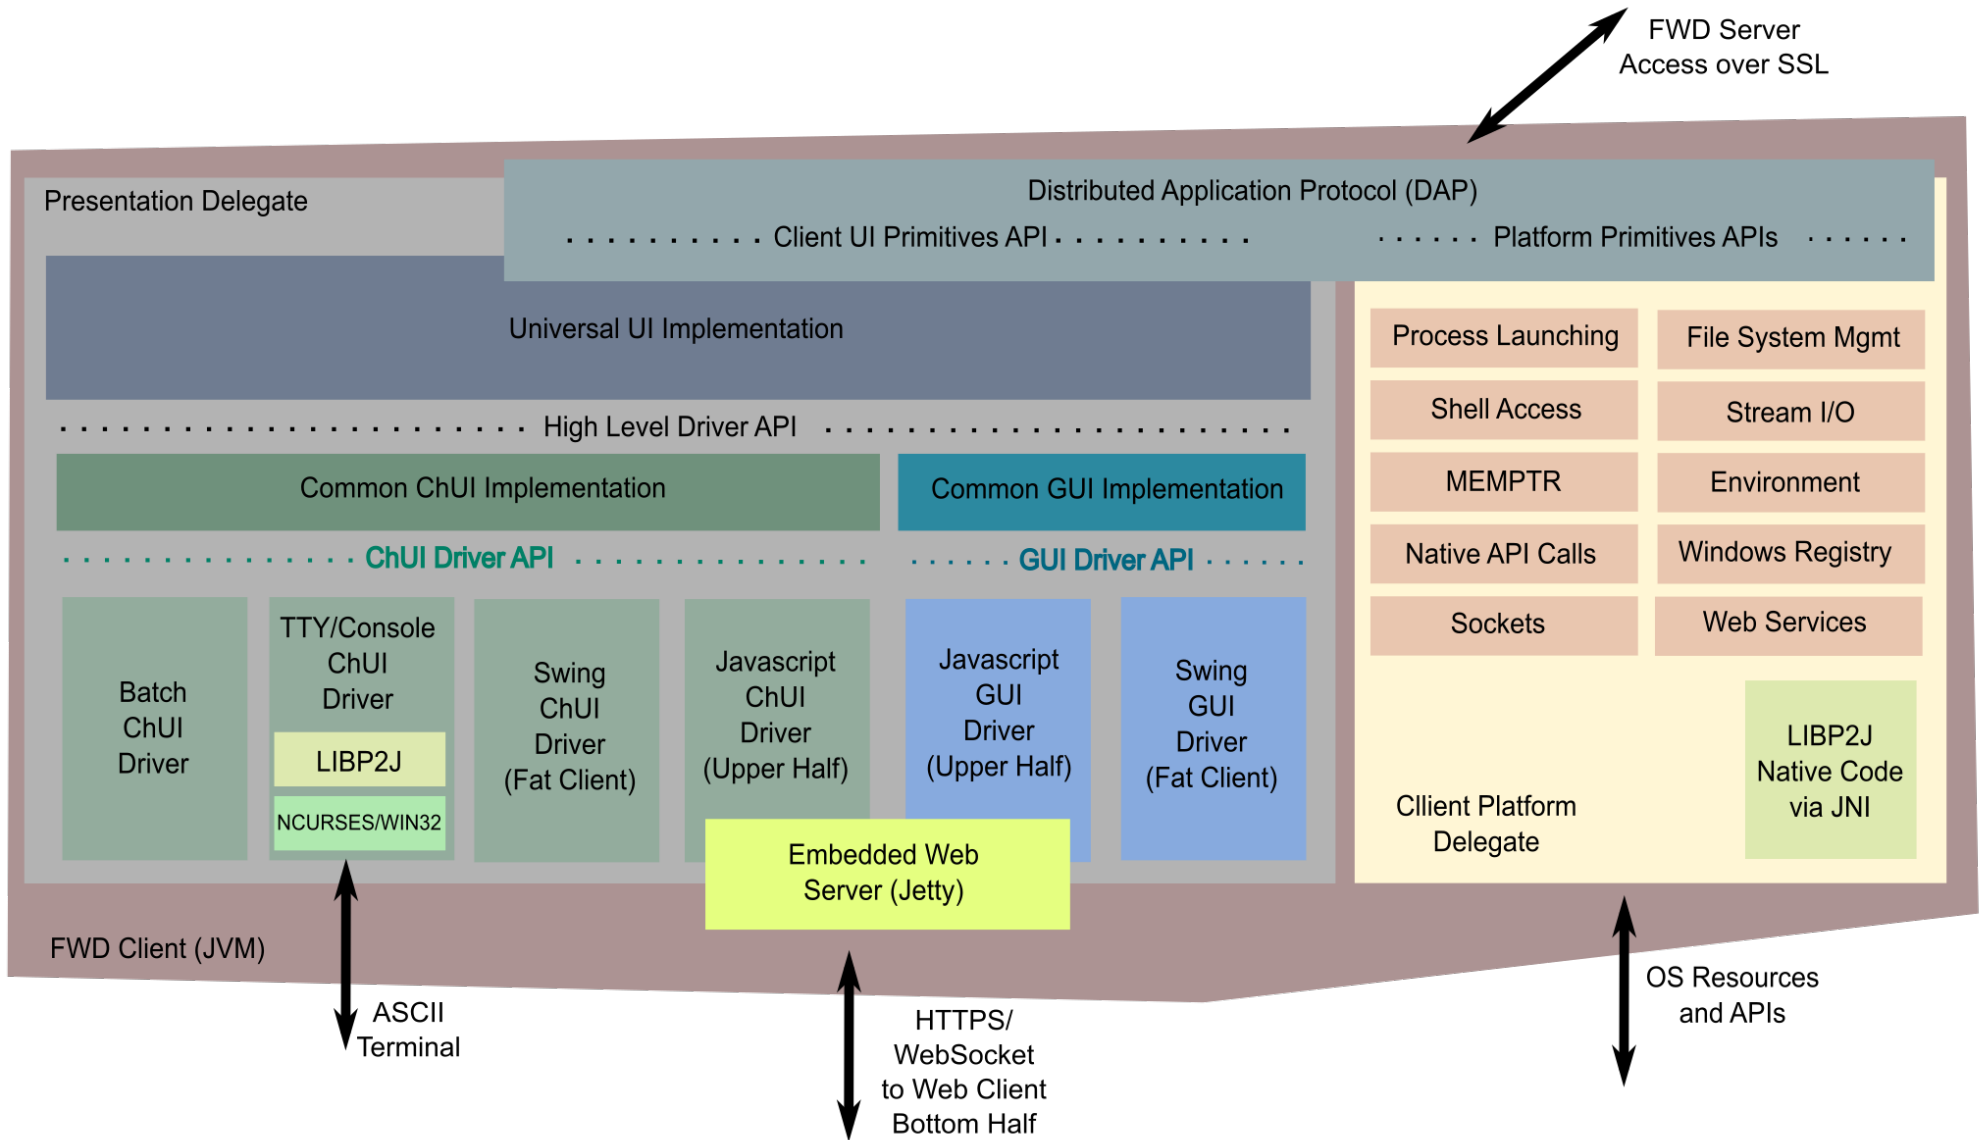 FWD Server
Access over SSL
Presentation Delegate
Distributed Application Protocol (DAP)
Client UI Primitives API
Platform Primitives APIs
Universal UI Implementation
High Level Driver API
Common ChUI Implementation
Common GUI Implementation
ChUI Driver API
GUI Driver API
Batch
ChUI
Driver
TTY/Console
ChUI
Driver
LIBP2J
NCURSES/WIN32
Swing
ChUI
Driver
(Fat Client)
Javascript
ChUI
Driver
(Upper Half)
Javascript
GUI
Driver
(Upper Half)
Swing
GUI
Driver
(Fat Client)
Embedded Web
Server (Jetty)
Process Launching
File System Mgmt
Shell Access
Stream I/O
MEMPTR
Environment
Native API Calls
Windows Registry
Sockets
Web Services
Cllient Platform
Delegate
LIBP2J
Native Code
via JNI
FWD Client (JVM)
ASCII
Terminal
HTTPS/
WebSocket
to Web Client
Bottom Half
OS Resources
and APIs